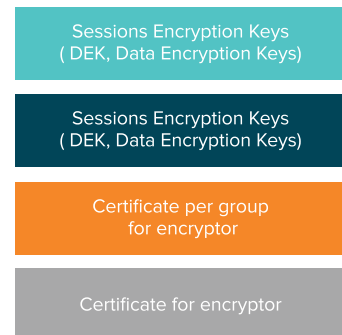 Sessions Encryption Keys
( DEK, Data Encryption Keys)
Sessions Encryption Keys
( DEK, Data Encryption Keys)
Certificate per group
for encryptor
Certificate for encryptor